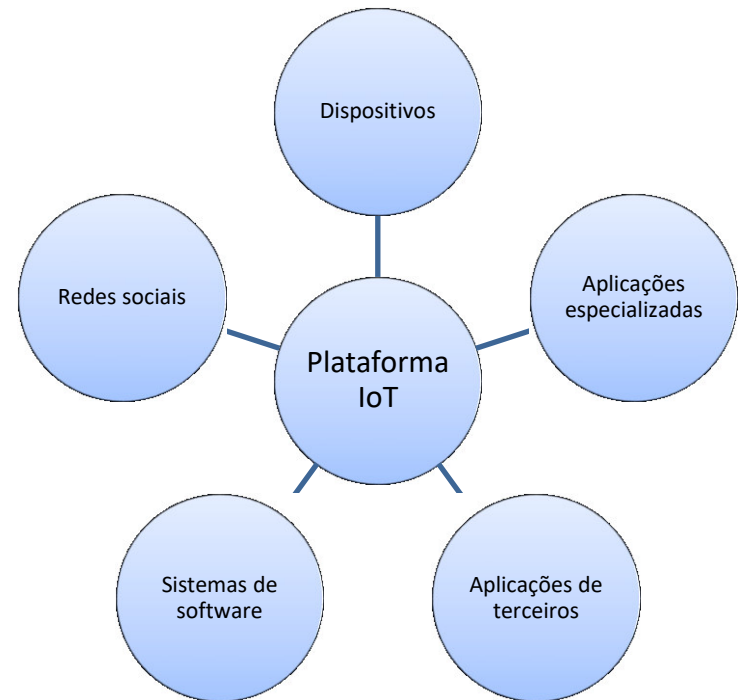 Dispositivos
Redes sociais
Aplicações
especializadas
Plataforma
IoT
Sistemas de
software
Aplicações de
terceiros